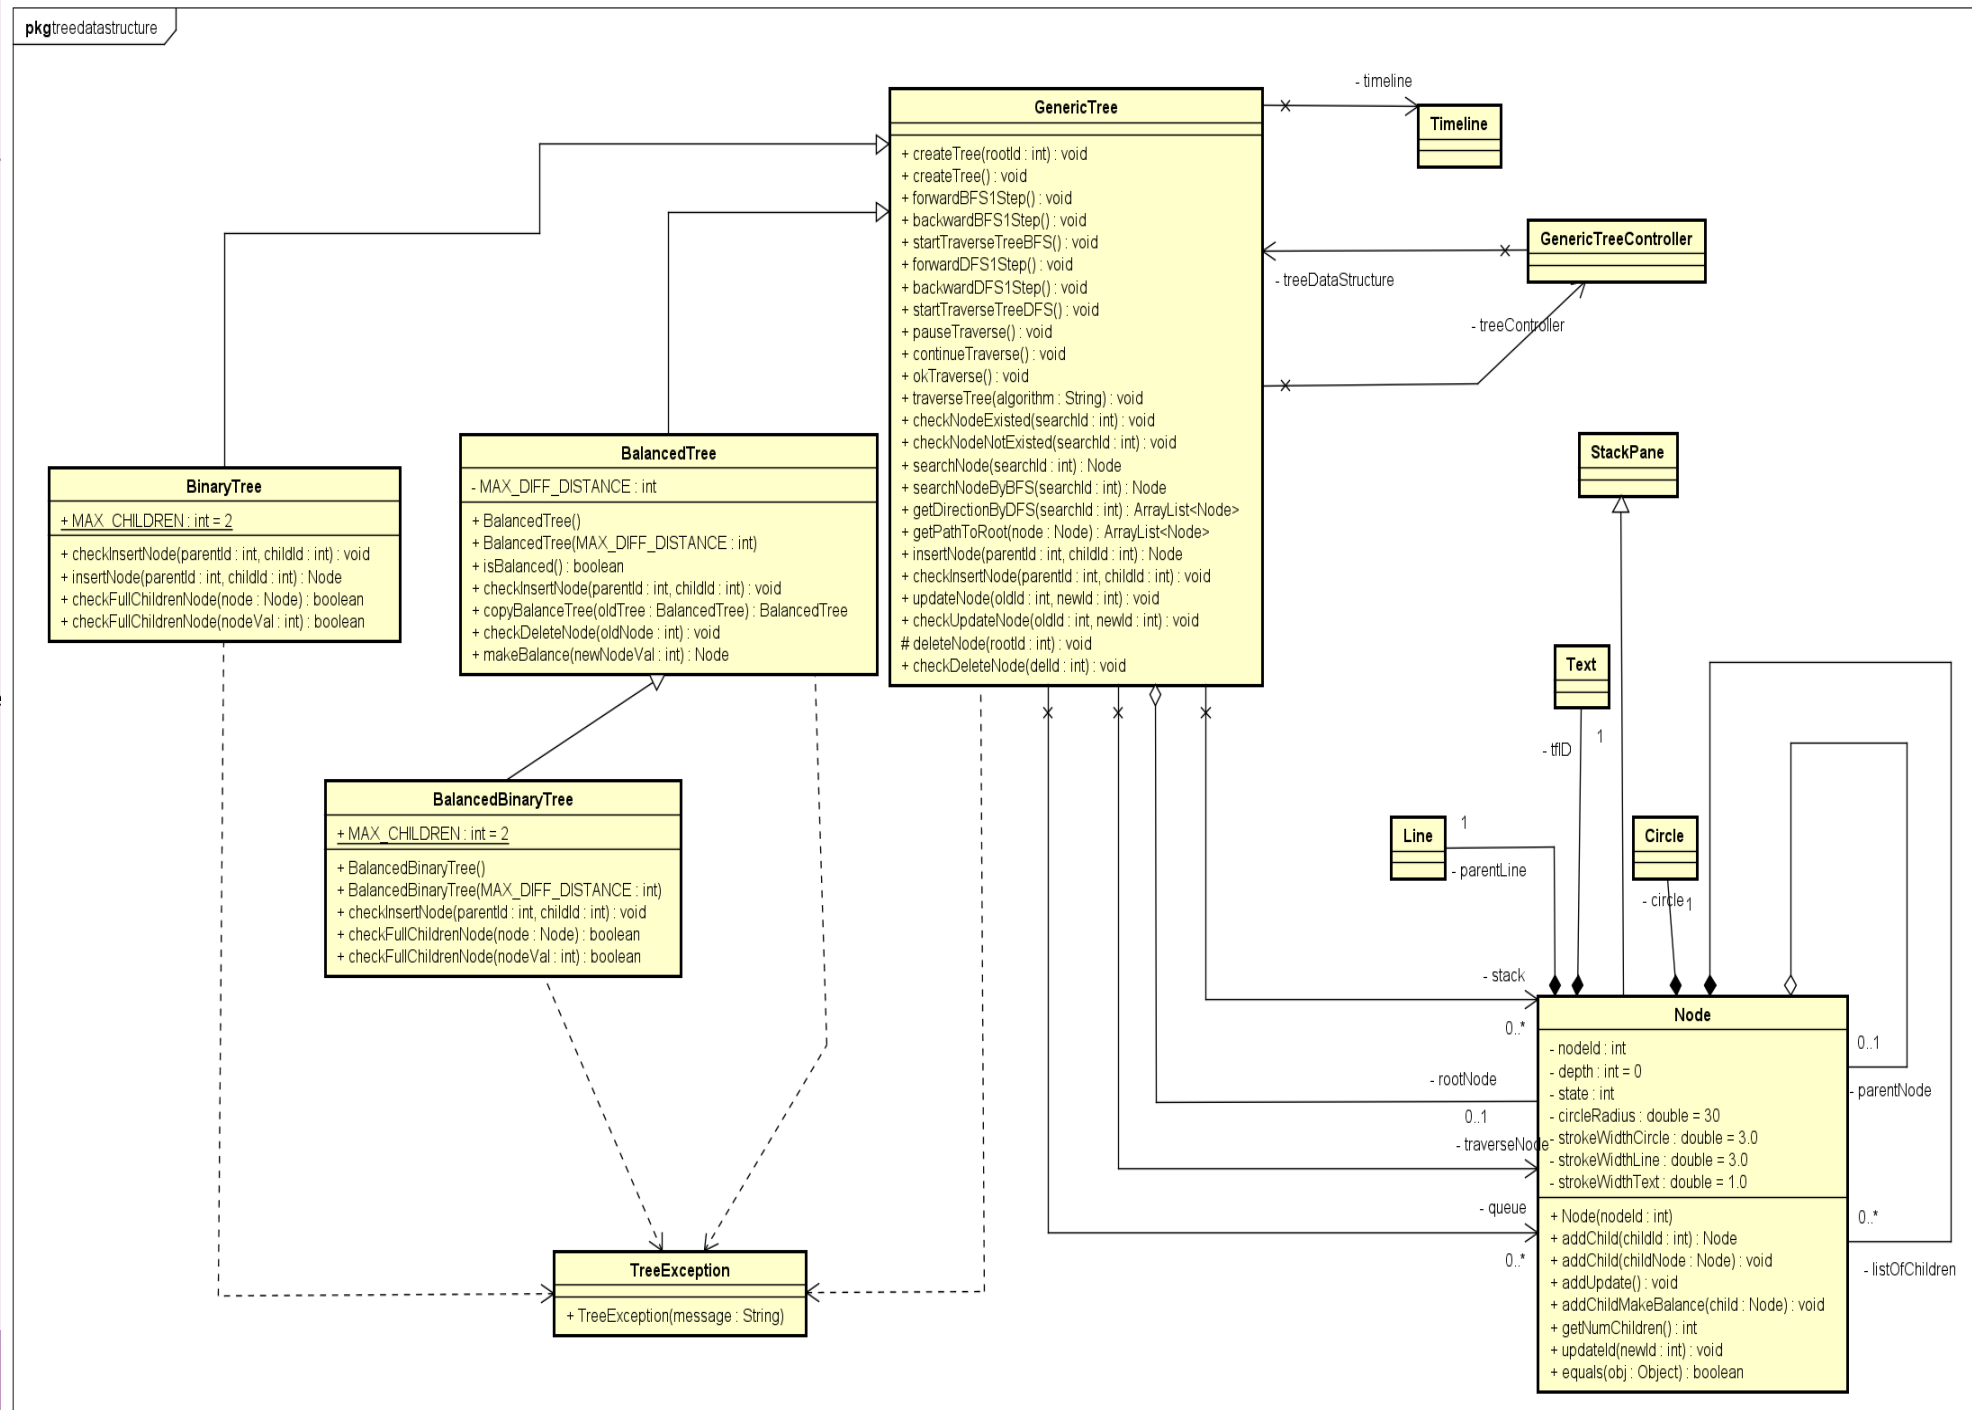 pkgtreedatastructure
GenericTree
+ createTree(rootId : int) : void
+ createTree() : void
+ forwardBFS1Step() : void
+ backwardBFS1Step() : void
+ startTraverseTreeBFS() : void
+ forwardDFS1Step() : void
+ backwardDFS1Step() : void
+ startTraverseTreeDFS() : void
+ pauseTraverse() : void
+ continueTraverse() : void
+ okTraverse() : void
+ traverseTree(algorithm : String) : void
+ checkNodeExisted(searchId : int) : void
+ checkNodeNotExisted(searchId : int) : void
+ searchNode(searchId : int) : Node
+ searchNodeByBFS(searchId : int) : Node
+ getDirectionByDFS(searchId : int) : ArrayList<Node>
+ getPathToRoot(node : Node) : ArrayList<Node>
+ insertNode(parentId : int, childId : int) : Node
+ checkInsertNode(parentId : int, childId : int) : void
+ updateNode(oldId : int, newId : int) : void
+ checkUpdateNode(oldId : int, newId : int) : void
# deleteNode(rootId : int) : void
+ checkDeleteNode(delId : int) : void
- timeline
Timeline
GenericTreeController
- treeDataStructure
- treeController
StackPane
BinaryTree
+ MAX_CHILDREN : int = 2
+ checkInsertNode(parentId : int, childId : int) : void
+ insertNode(parentId : int, childId : int) : Node
+ checkFullChildrenNode(node : Node) : boolean
+ checkFullChildrenNode(nodeVal : int) : boolean
BalancedTree
- MAX_DIFF_DISTANCE : int
+ BalancedTree()
+ BalancedTree(MAX_DIFF_DISTANCE : int)
+ isBalanced() : boolean
+ checkInsertNode(parentId : int, childId : int) : void
+ copyBalanceTree(oldTree : BalancedTree) : BalancedTree
+ checkDeleteNode(oldNode : int) : void
+ makeBalance(newNodeVal : int) : Node
Text
1
- tfID
BalancedBinaryTree
+ MAX_CHILDREN : int = 2
+ BalancedBinaryTree()
+ BalancedBinaryTree(MAX_DIFF_DISTANCE : int)
+ checkInsertNode(parentId : int, childId : int) : void
+ checkFullChildrenNode(node : Node) : boolean
+ checkFullChildrenNode(nodeVal : int) : boolean
Line
1
- parentLine
Circle
- circle
1
- stack
0..*
- rootNode
0..1
- traverseNode
- queue
0..*
Node
- nodeId : int
- depth : int = 0
- state : int
- circleRadius : double = 30
- strokeWidthCircle : double = 3.0
- strokeWidthLine : double = 3.0
- strokeWidthText : double = 1.0
+ Node(nodeId : int)
+ addChild(childId : int) : Node
+ addChild(childNode : Node) : void
+ addUpdate() : void
+ addChildMakeBalance(child : Node) : void
+ getNumChildren() : int
+ updateId(newId : int) : void
+ equals(obj : Object) : boolean
0..1
- parentNode
0..*
- listOfChildren
TreeException
+ TreeException(message : String)